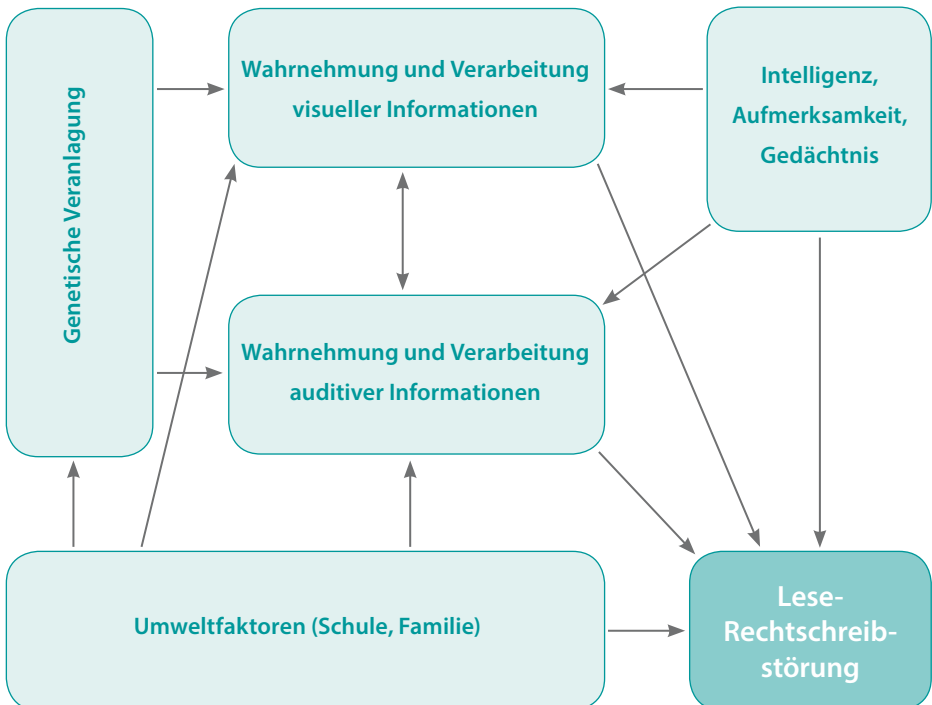 Genetische Veranlagung
Wahrnehmung und Verarbeitung
visueller Informationen
Intelligenz,
Aufmerksamkeit,
Gedächtnis
Wahrnehmung und Verarbeitung
auditiver Informationen
Umweltfaktoren (Schule, Familie)
Lese-
Rechtschreib-
störung